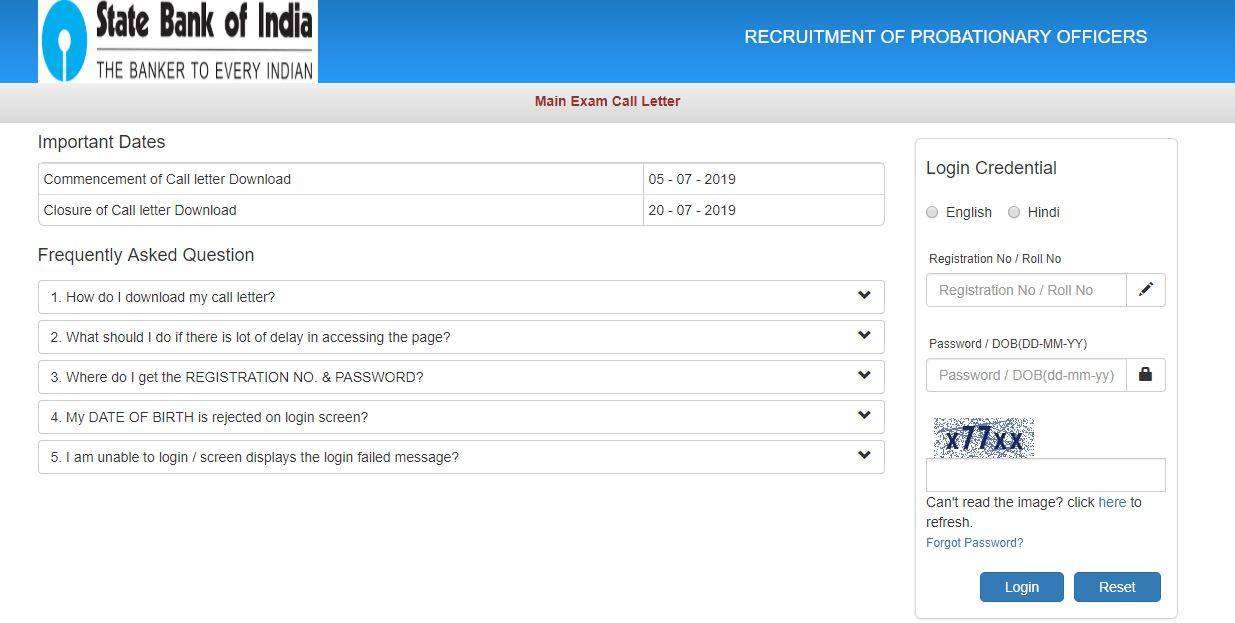 State Bank of India
THE BANKER TO EVERY INDIAN
RECRUITMENT OF PROBATIONARY OFFICERS
Main Exam Call Letter
Important Dates
Commencement of Call letter Download 05 - 07 - 2019
Closure of Call letter Download 20 - 07 - 2019
Frequently Asked Question
1. How do I download my call letter?
2. What should I do if there is lot of delay in accessing the page?
3. Where do I get the REGISTRATION NO. & PASSWORD?
4. My DATE OF BIRTH is rejected on login screen?
5. I am unable to login / screen displays the login failed message?
Login Credential
English Hindi
Registration No / Roll No
Registration No / Roll No
Password / DOB(DD-MM-YY)
Password / DOB(dd-mm-yy)
x77xx
Can't read the image? click here to
refresh.
Forgot Password?
Login Reset